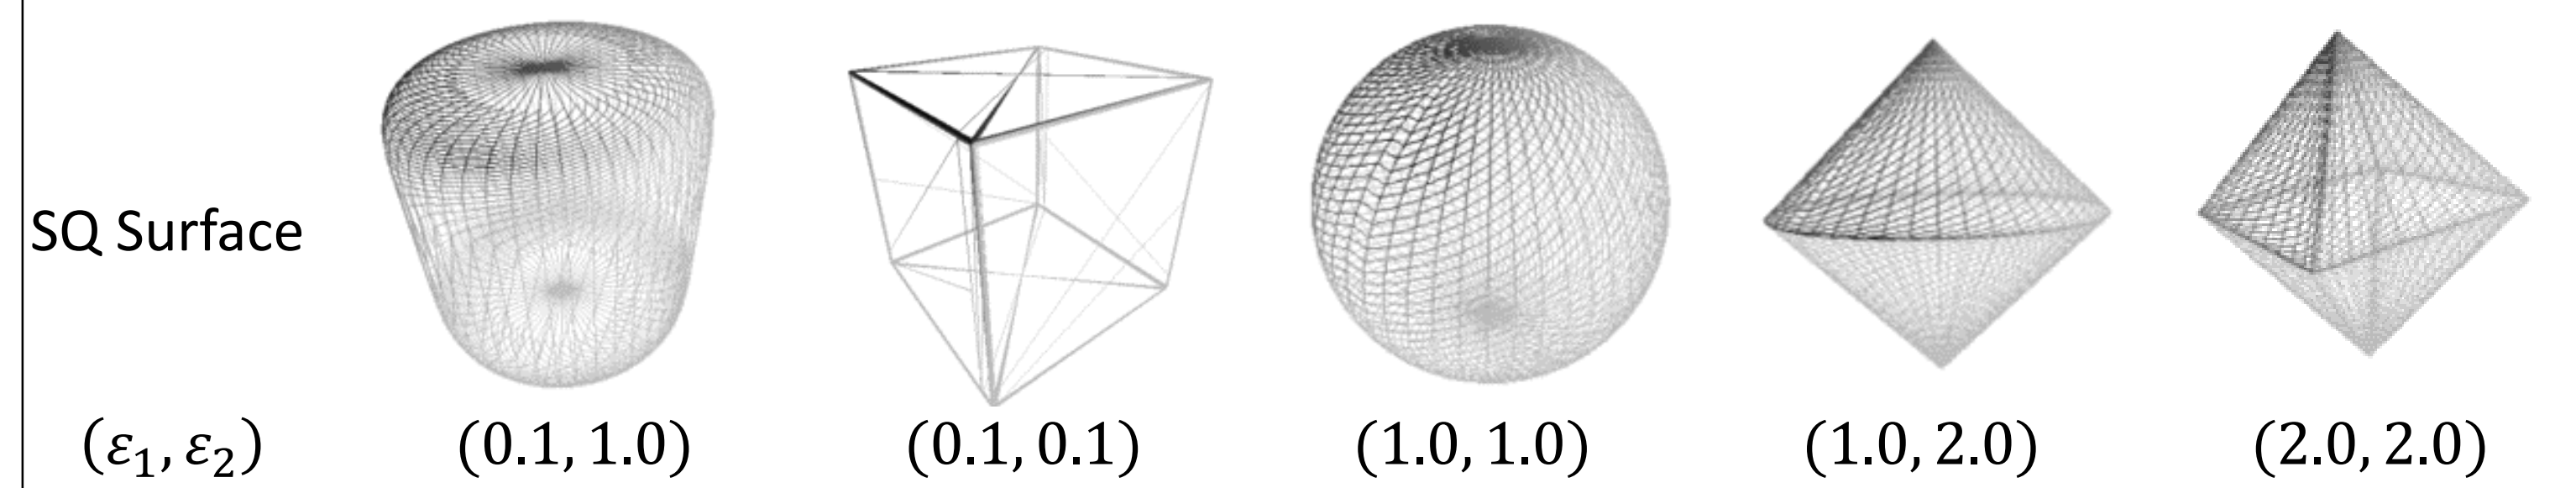 SQ Surface
(ε₁, ε₂) (0.1, 1.0) (0.1, 0.1) (1.0, 1.0) (1.0, 2.0) (2.0, 2.0)